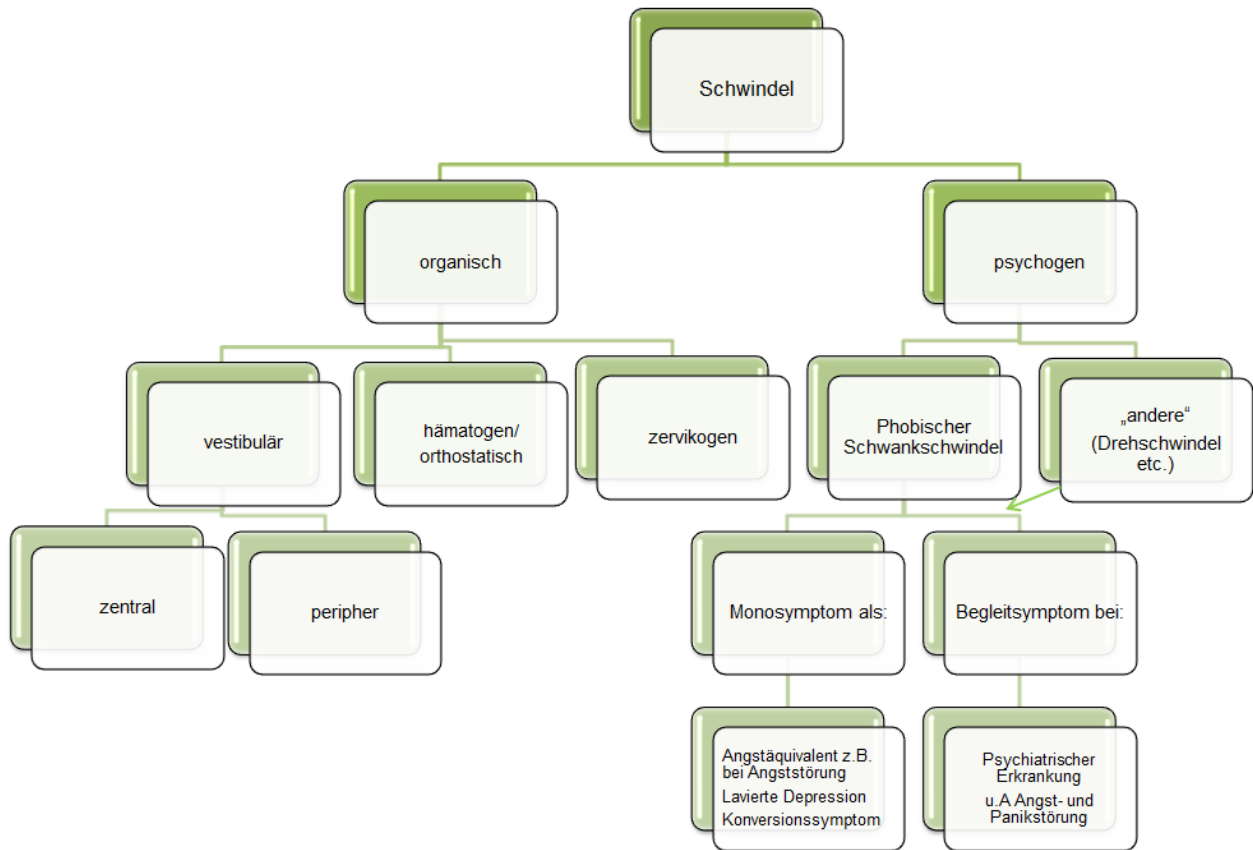 Schwindel
organisch
psychogen
vestibulär
hämatogen/
orthostatisch
zervikogen
Phobischer
Schwankschwindel
„andere“
(Drehschwindel
etc.)
zentral
peripher
Monosymptom als:
Begleitsymptom bei:
Angstäquivalent z.B.
bei Angststörung
Lavierte Depression
Konversionssymptom
Psychiatrischer
Erkrankung
u.A Angst- und
Panikstörung